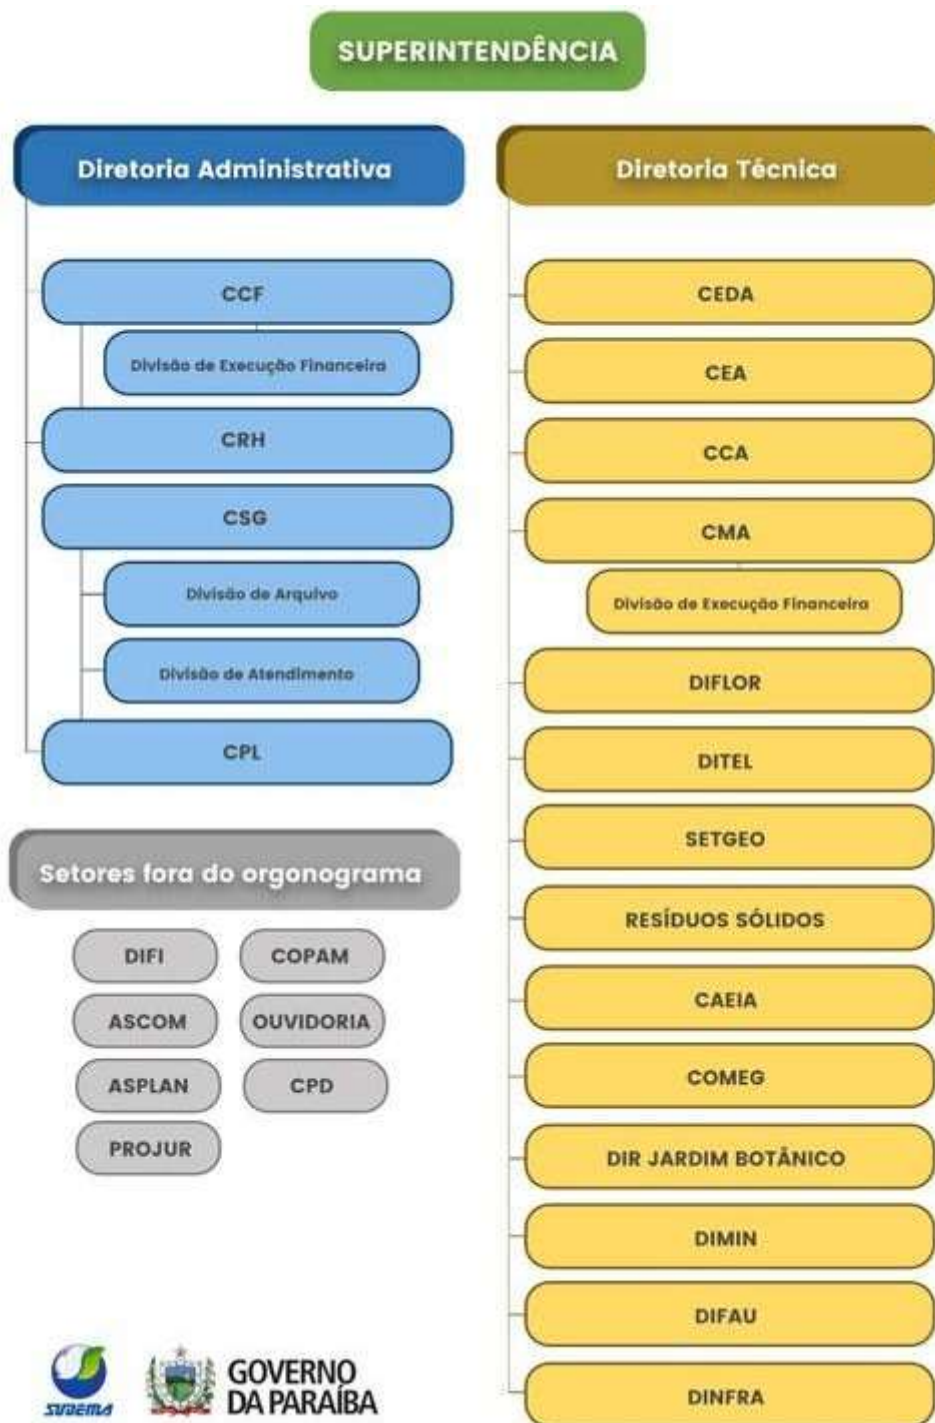 SUPERINTENDÊNCIA
Diretoria Administrativa
CCF
Divisão de Execução Financeira
CRH
CSG
Divisão de Arquivo
Divisão de Atendimento
CPL
Setores fora do orgonograma
DIFI
COPAM
ASCOM
OUVIDORIA
ASPLAN
CPD
PROJUR
Diretoria Técnica
CEDA
CEA
CCA
CMA
Divisão de Execução Financeira
DIFLOR
DITEL
SETGEO
RESÍDUOS SÓLIDOS
CAEIA
COMEG
DIR JARDIM BOTÂNICO
DIMIN
DIFAU
DINFRA
SUDEMA
GOVERNO
DA PARAÍBA